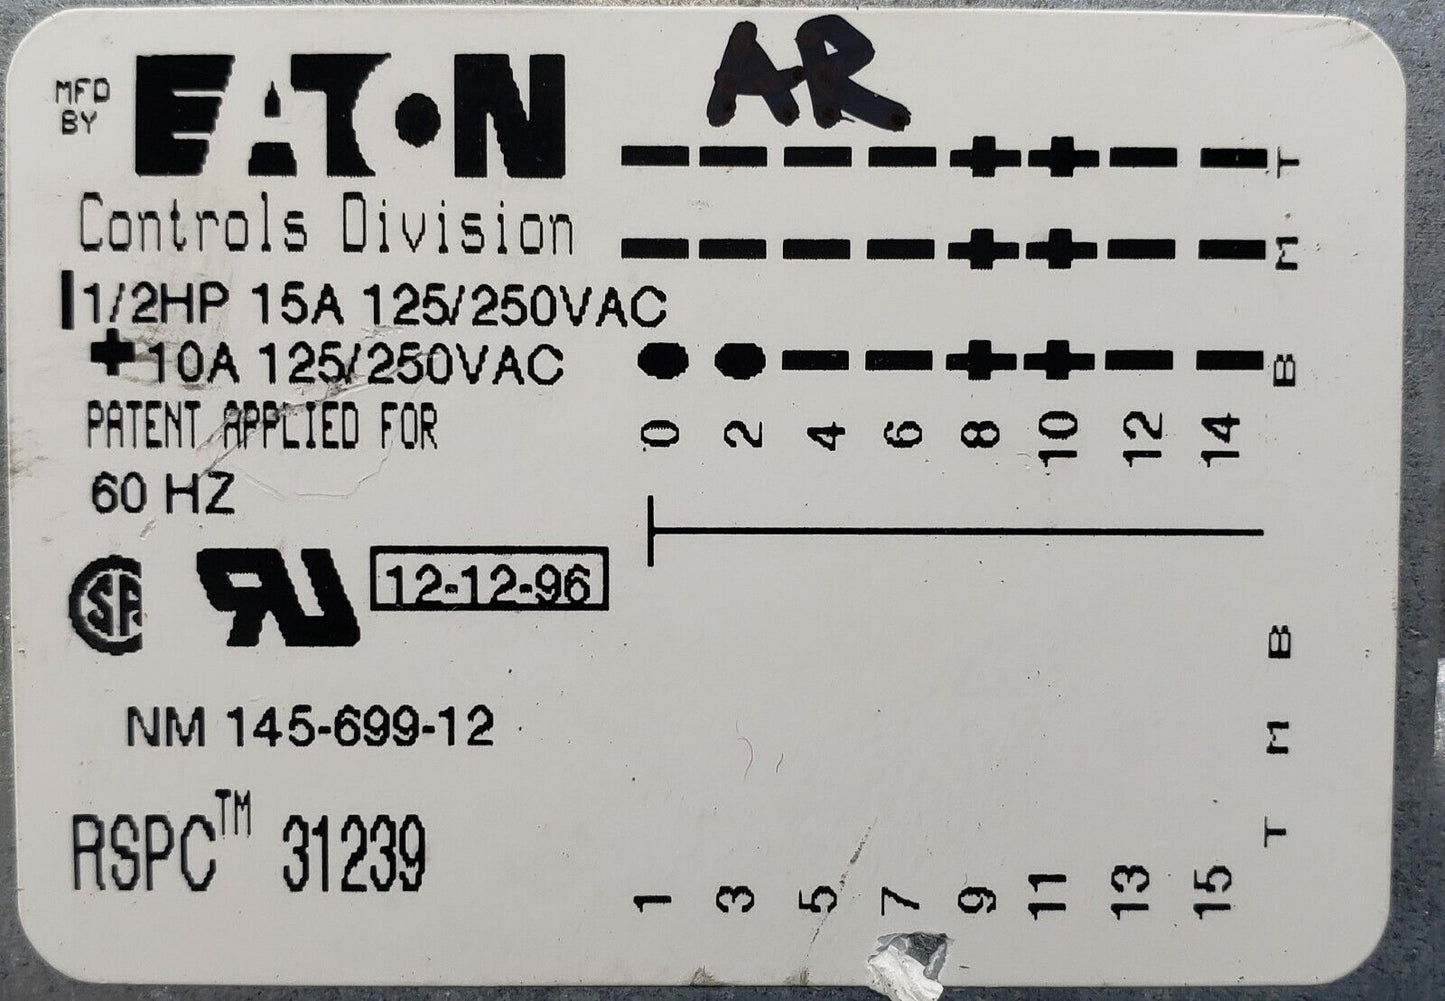 AR
MFD
BY
EATON
Controls Division
1/2HP 15A 125/250VAC
10A 125/250VAC
PATENT APPLIED FOR
60 HZ
CSA
RU
12-12-96
NM 145-699-12
RSPC™ 31239
T
M
B
0 2 4 6 8 10 12 14
B
M
T
1 3 5 7 9 11 13 15